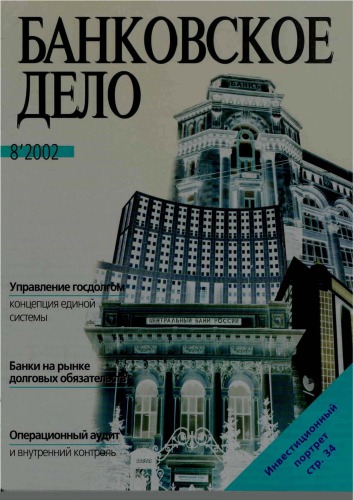 БАНКОВСКОЕ
ДЕЛО
8'2002
БАНКЪ
ЦЕНТРАЛЬНЫЙ БАНК РОССИИ
Управление госдолгом
концепция единой
системы
Банки на рынке
долговых обязательств
Операционный аудит
и внутренний контроль
Инвестиционный
портрет
стр. 34